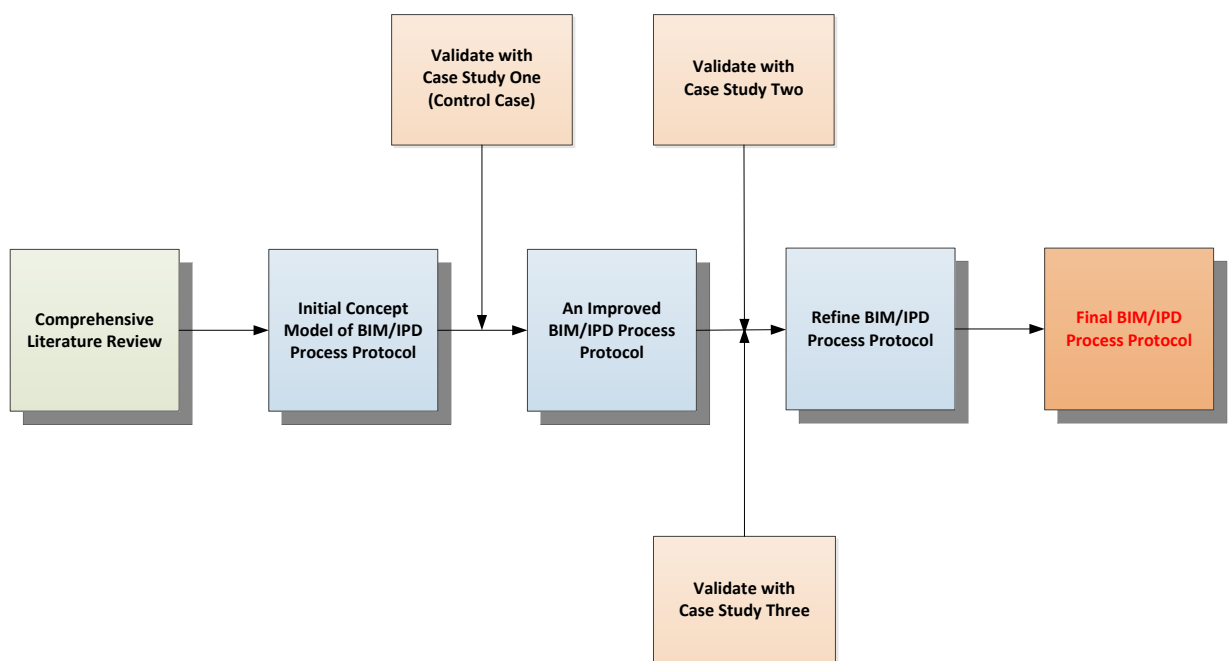 Validate with
Case Study One
(Control Case)
Validate with
Case Study Two
Comprehensive
Literature Review
Initial Concept
Model of BIM/IPD
Process Protocol
An Improved
BIM/IPD Process
Protocol
Refine BIM/IPD
Process Protocol
Final BIM/IPD
Process Protocol
Validate with
Case Study Three